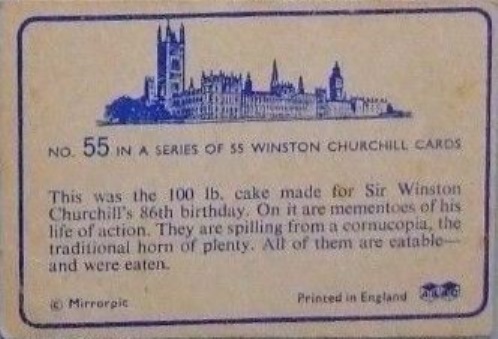 NO. 55 IN A SERIES OF 55 WINSTON CHURCHILL CARDS
This was the 100 lb. cake made for Sir Winston
Churchill's 86th birthday. On it are mementoes of his
life of action. They are spilling from a cornucopia, the
traditional horn of plenty. All of them are eatable—
and were eaten.
© Mirrorpic
Printed in England